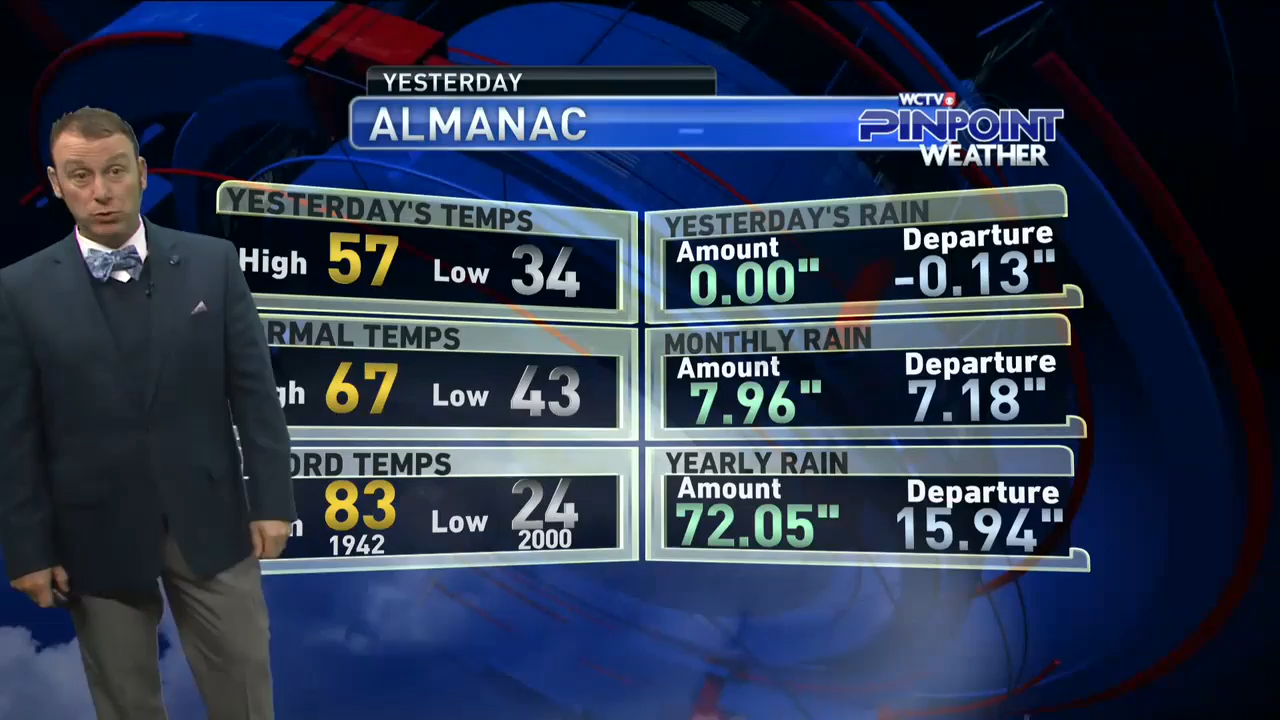 YESTERDAY
ALMANAC
WCTV
PINPOINT
WEATHER
YESTERDAY'S TEMPS
High 57 Low 34
RMAL TEMPS
gh 67 Low 43
ORD TEMPS
83 Low 24
1942 2000
YESTERDAY'S RAIN
Amount Departure
0.00" -0.13"
MONTHLY RAIN
Amount Departure
7.96" 7.18"
YEARLY RAIN
Amount Departure
72.05" 15.94"